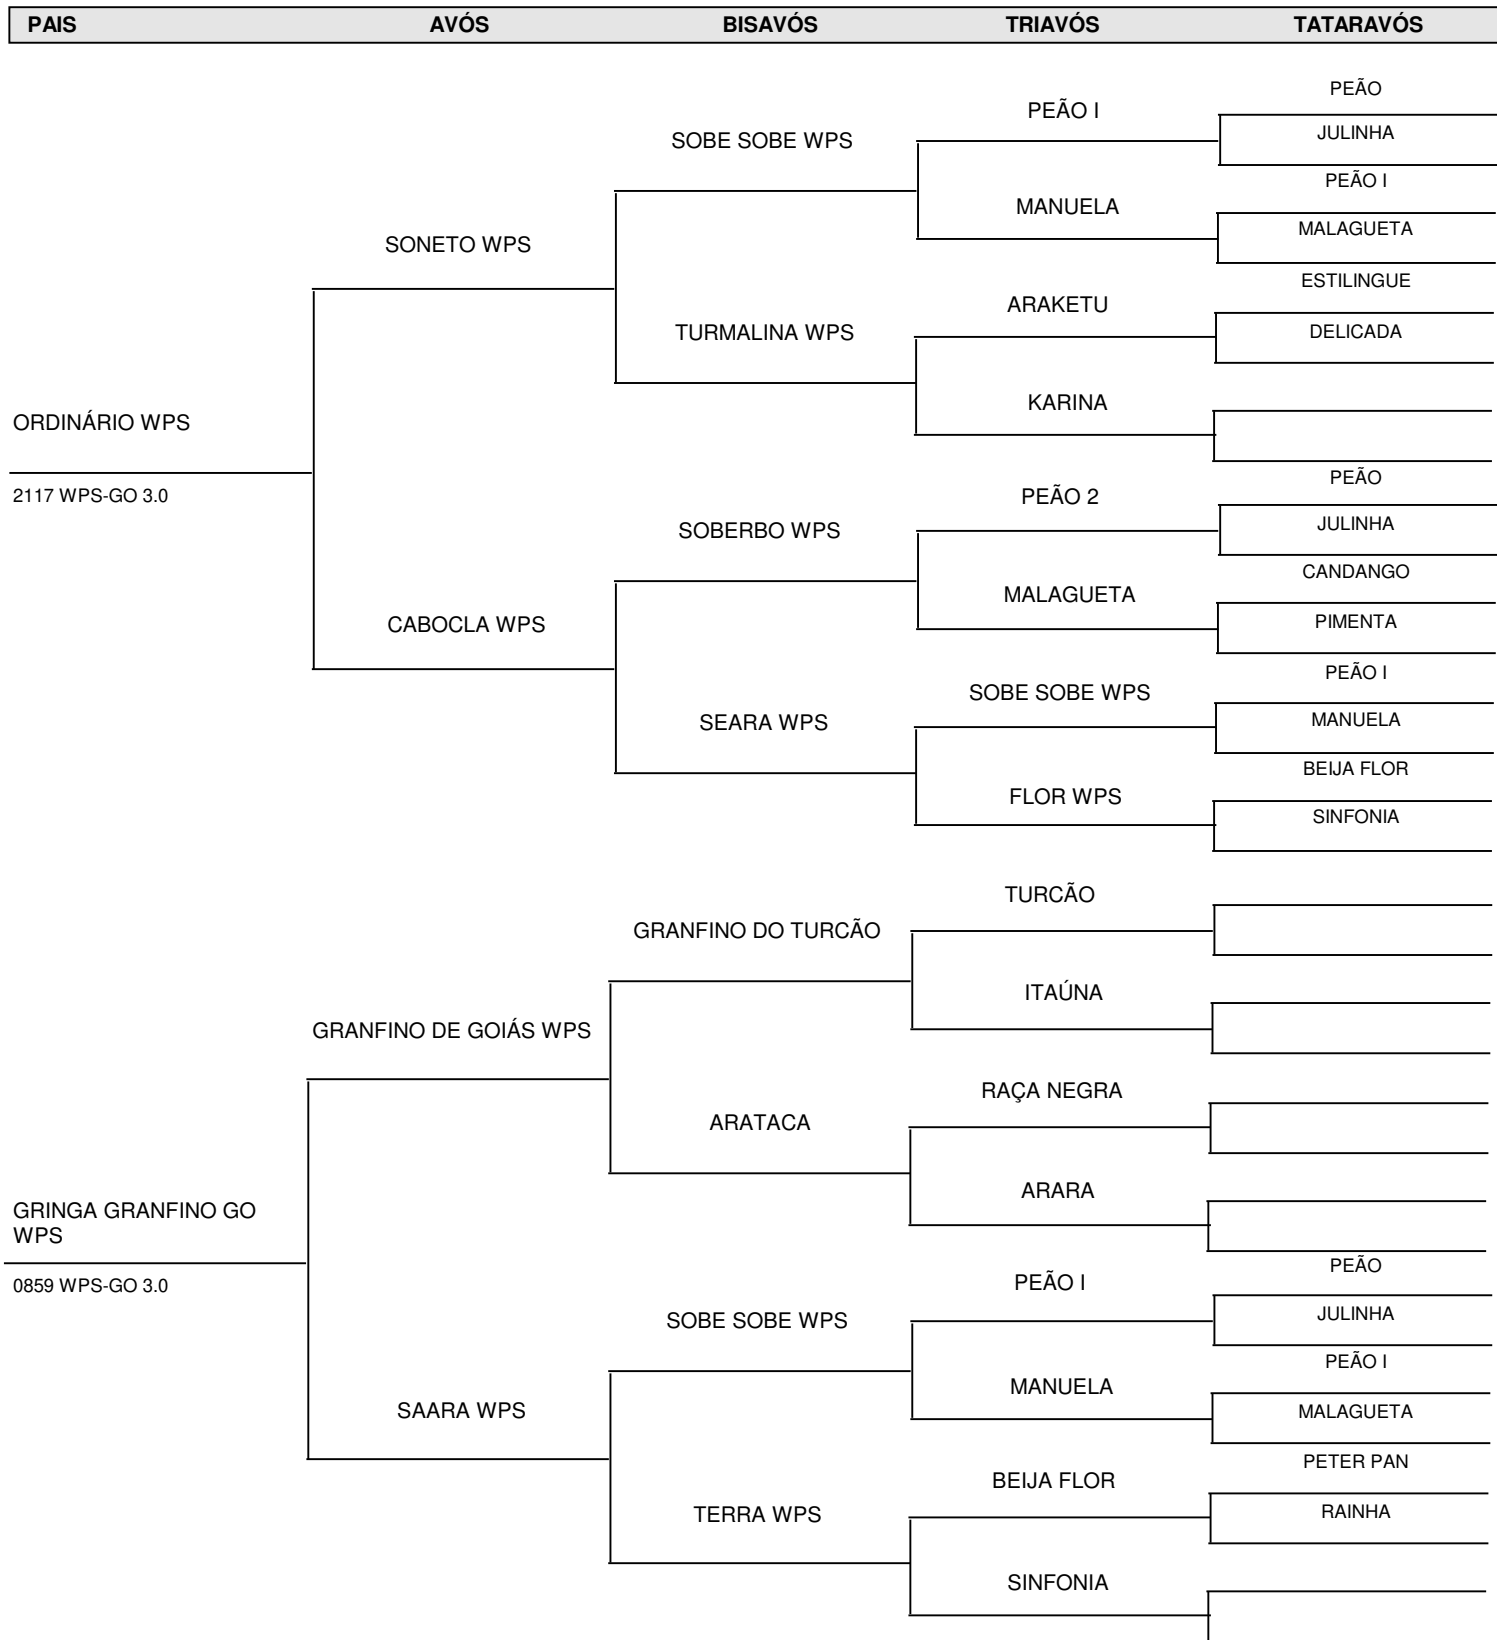 PAIS AVÓS BISAVÓS TRIAVÓS TATARAVÓS
PEÃO
PEÃO I
JULINHA
SOBE SOBE WPS
PEÃO I
MANUELA
MALAGUETA
SONETO WPS
ESTILINGUE
ARAKETU
DELICADA
TURMALINA WPS
KARINA
ORDINÁRIO WPS
PEÃO
2117 WPS-GO 3.0
PEÃO 2
JULINHA
SOBERBO WPS
CANDANGO
MALAGUETA
PIMENTA
CABOCLA WPS
PEÃO I
SOBE SOBE WPS
MANUELA
SEARA WPS
BEIJA FLOR
FLOR WPS
SINFONIA
TURCÃO
GRANFINO DO TURCÃO
ITAÚNA
GRANFINO DE GOIÁS WPS
RAÇA NEGRA
ARATACA
ARARA
GRINGA GRANFINO GO
WPS
PEÃO
0859 WPS-GO 3.0
PEÃO I
JULINHA
SOBE SOBE WPS
PEÃO I
MANUELA
MALAGUETA
SAARA WPS
PETER PAN
BEIJA FLOR
RAINHA
TERRA WPS
SINFONIA